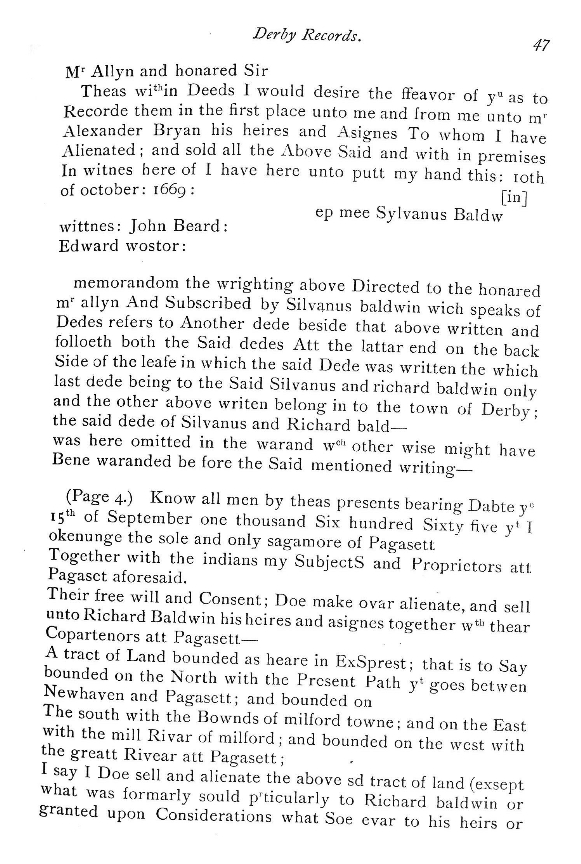 Derby Records.
47
Mʳ Allyn and honared Sir
Theas wiᵗʰin Deeds I would desire the ffeavor of yᵘ as to
Recorde them in the first place unto me and from me unto mʳ
Alexander Bryan his heires and Asignes To whom I have
Alienated; and sold all the Above Said and with in premises
In witnes here of I have here unto putt my hand this: 10th
of october: 1669:
[in]
ep mee Sylvanus Baldw
wittnes: John Beard:
Edward wostor:
memorandom the wrighting above Directed to the honared
mʳ allyn And Subscribed by Silvanus baldwin wich speaks of
Dedes refers to Another dede beside that above written and
folloeth both the Said dedes Att the lattar end on the back
Side of the leafe in which the said Dede was written the which
last dede being to the Said Silvanus and richard baldwin only
and the other above writen belong in to the town of Derby;
the said dede of Silvanus and Richard bald—
was here omitted in the warand wᶜʰ other wise might have
Bene waranded be fore the Said mentioned writing—
(Page 4.) Know all men by theas presents bearing Dabte yᵉ
15ᵗʰ of September one thousand Six hundred Sixty five yᵗ I
okenunge the sole and only sagamore of Pagasett
Together with the indians my SubjectS and Proprietors att
Pagaset aforesaid.
Their free will and Consent; Doe make ovar alienate, and sell
unto Richard Baldwin his heires and asignes together wᵗʰ thear
Copartenors att Pagasett—
A tract of Land bounded as heare in ExSprest; that is to Say
bounded on the North with the Present Path yᵗ goes betwen
Newhaven and Pagasett; and bounded on
The south with the Bownds of milford towne; and on the East
with the mill Rivar of milford; and bounded on the west with
the greatt Rivear att Pagasett;
I say I Doe sell and alienate the above sd tract of land (exsept
what was formarly sould pʳticularly to Richard baldwin or
granted upon Considerations what Soe evar to his heirs or